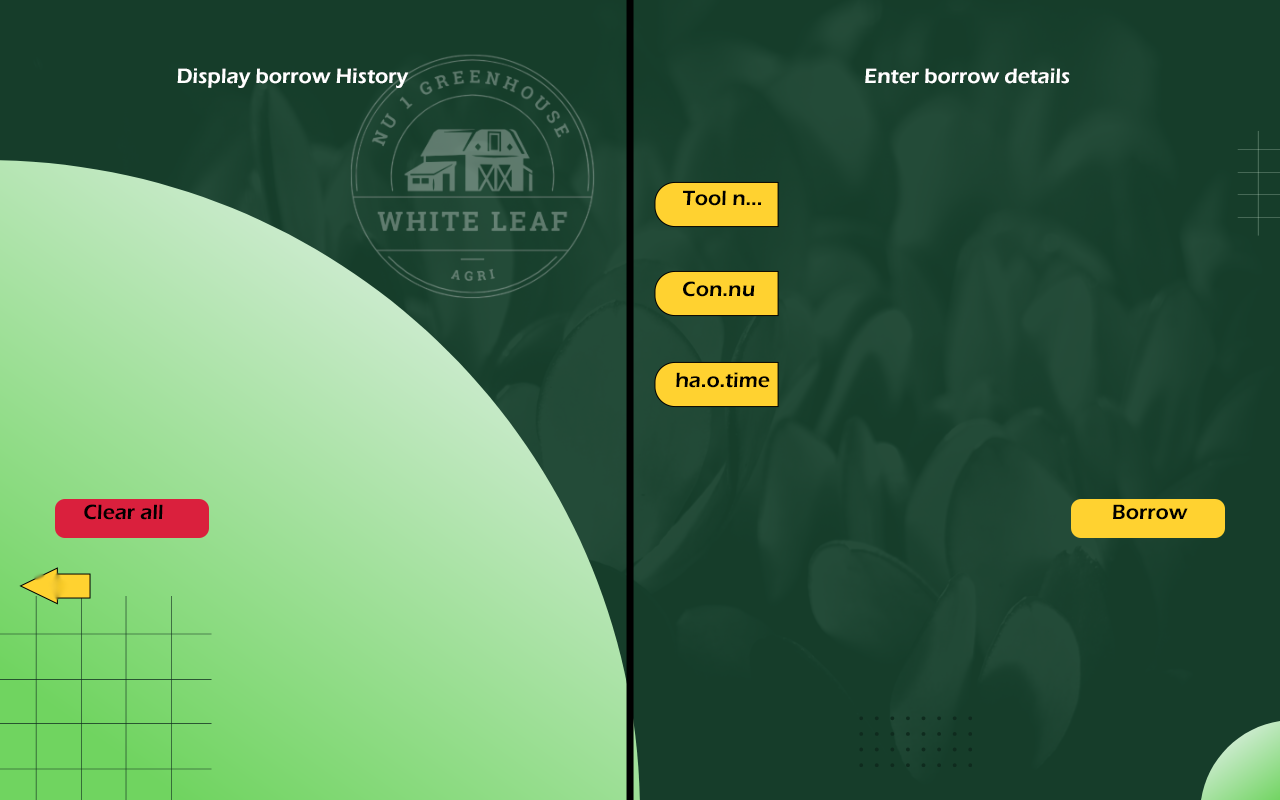 Display borrow History
NU 1 GREENHOUSE
WHITE LEAF
AGRI
Clear all
Enter borrow details
Tool n...
Con.nu
ha.o.time
Borrow